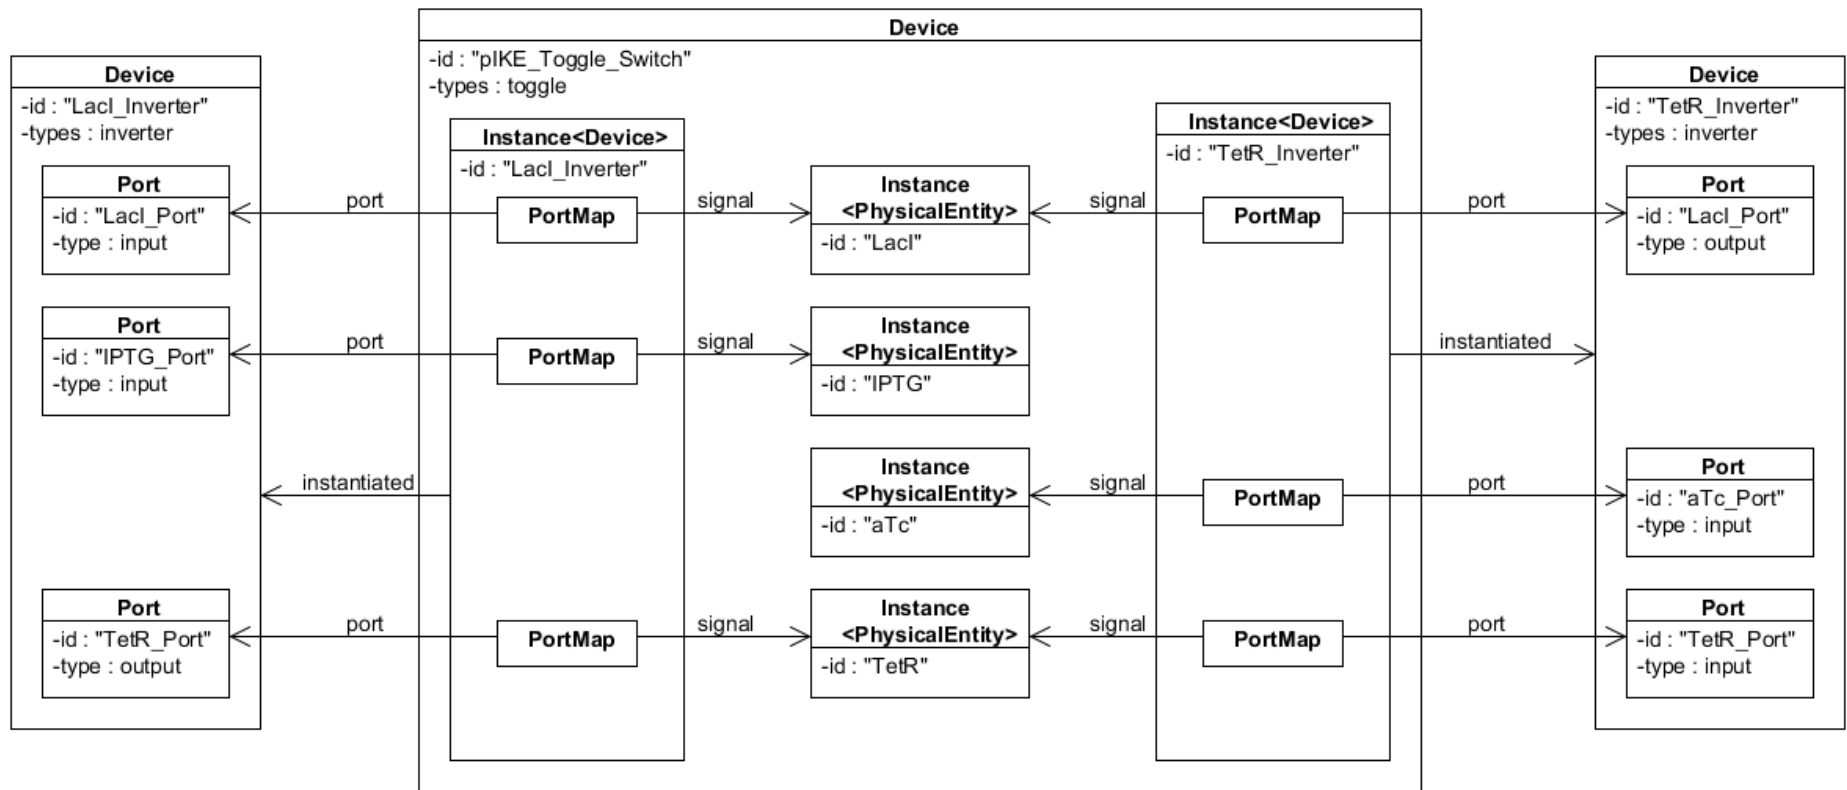 Device
-id : "pIKE_Toggle_Switch"
-types : toggle
Device
-id : "LacI_Inverter"
-types : inverter
Port
-id : "LacI_Port"
-type : input
Port
-id : "IPTG_Port"
-type : input
Port
-id : "TetR_Port"
-type : output
port
port
instantiated
port
Instance<Device>
-id : "LacI_Inverter"
PortMap
PortMap
PortMap
signal
signal
signal
Instance
<PhysicalEntity>
-id : "LacI"
Instance
<PhysicalEntity>
-id : "IPTG"
Instance
<PhysicalEntity>
-id : "aTc"
Instance
<PhysicalEntity>
-id : "TetR"
signal
signal
signal
Instance<Device>
-id : "TetR_Inverter"
PortMap
PortMap
PortMap
port
instantiated
port
port
Device
-id : "TetR_Inverter"
-types : inverter
Port
-id : "LacI_Port"
-type : output
Port
-id : "aTc_Port"
-type : input
Port
-id : "TetR_Port"
-type : input